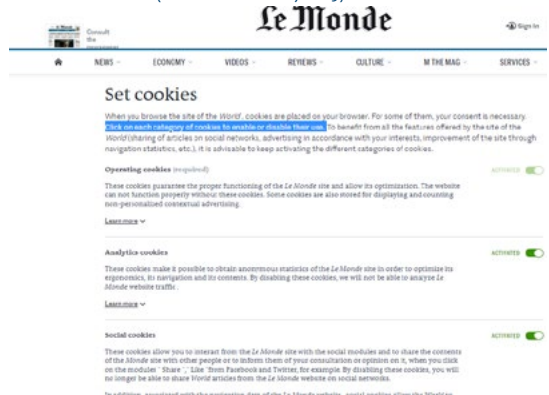 Le Monde
Consult
the
Sign in
NEWS
ECONOMY
VIDEOS
REVIEWS
CULTURE
M THE MAG
SERVICES
Set cookies
When you browse the site of the World, cookies are placed on your browser. For some of them, your consent is necessary.
Click on each category of cookies to enable or disable their use. To benefit from all the features offered by the site of the
World (sharing of articles on social networks, advertising in accordance with your interests, improvement of the site through
navigation statistics, etc.), it is advisable to keep activating the different categories of cookies.
Operating cookies (required)
ACTIVATED
These cookies guarantee the proper functioning of the Le Monde site and allow its optimization. The website
can not function properly without these cookies. Some cookies are also stored for displaying and counting
non-personalised contextual advertising.
Learn more
Analytics cookies
ACTIVATED
These cookies make it possible to obtain anonymous statistics of the Le Monde site in order to optimize its
ergonomics, its navigation and its contents. By disabling these cookies, we will not be able to analyze Le
Monde website traffic .
Learn more
Social cookies
ACTIVATED
These cookies allow you to interact from the Le Monde site with the social modules and to share the contents
of the Monde site with other people or to inform them of your consultation or opinion on it, when you click
on the modules " Share ", " Like " from Facebook and Twitter, for example. By disabling these cookies, you will
no longer be able to share World articles from the Le Monde website on social networks.